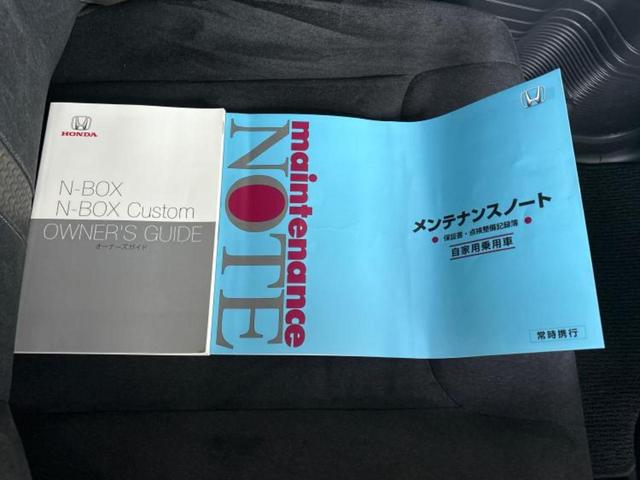 HONDA
N-BOX
N-BOX Custom
OWNER'S GUIDE
オーナーズガイド
maintenance
NOTE
メンテナンスノート
保証書・点検整備記録簿
自家用乗用車
常時携行